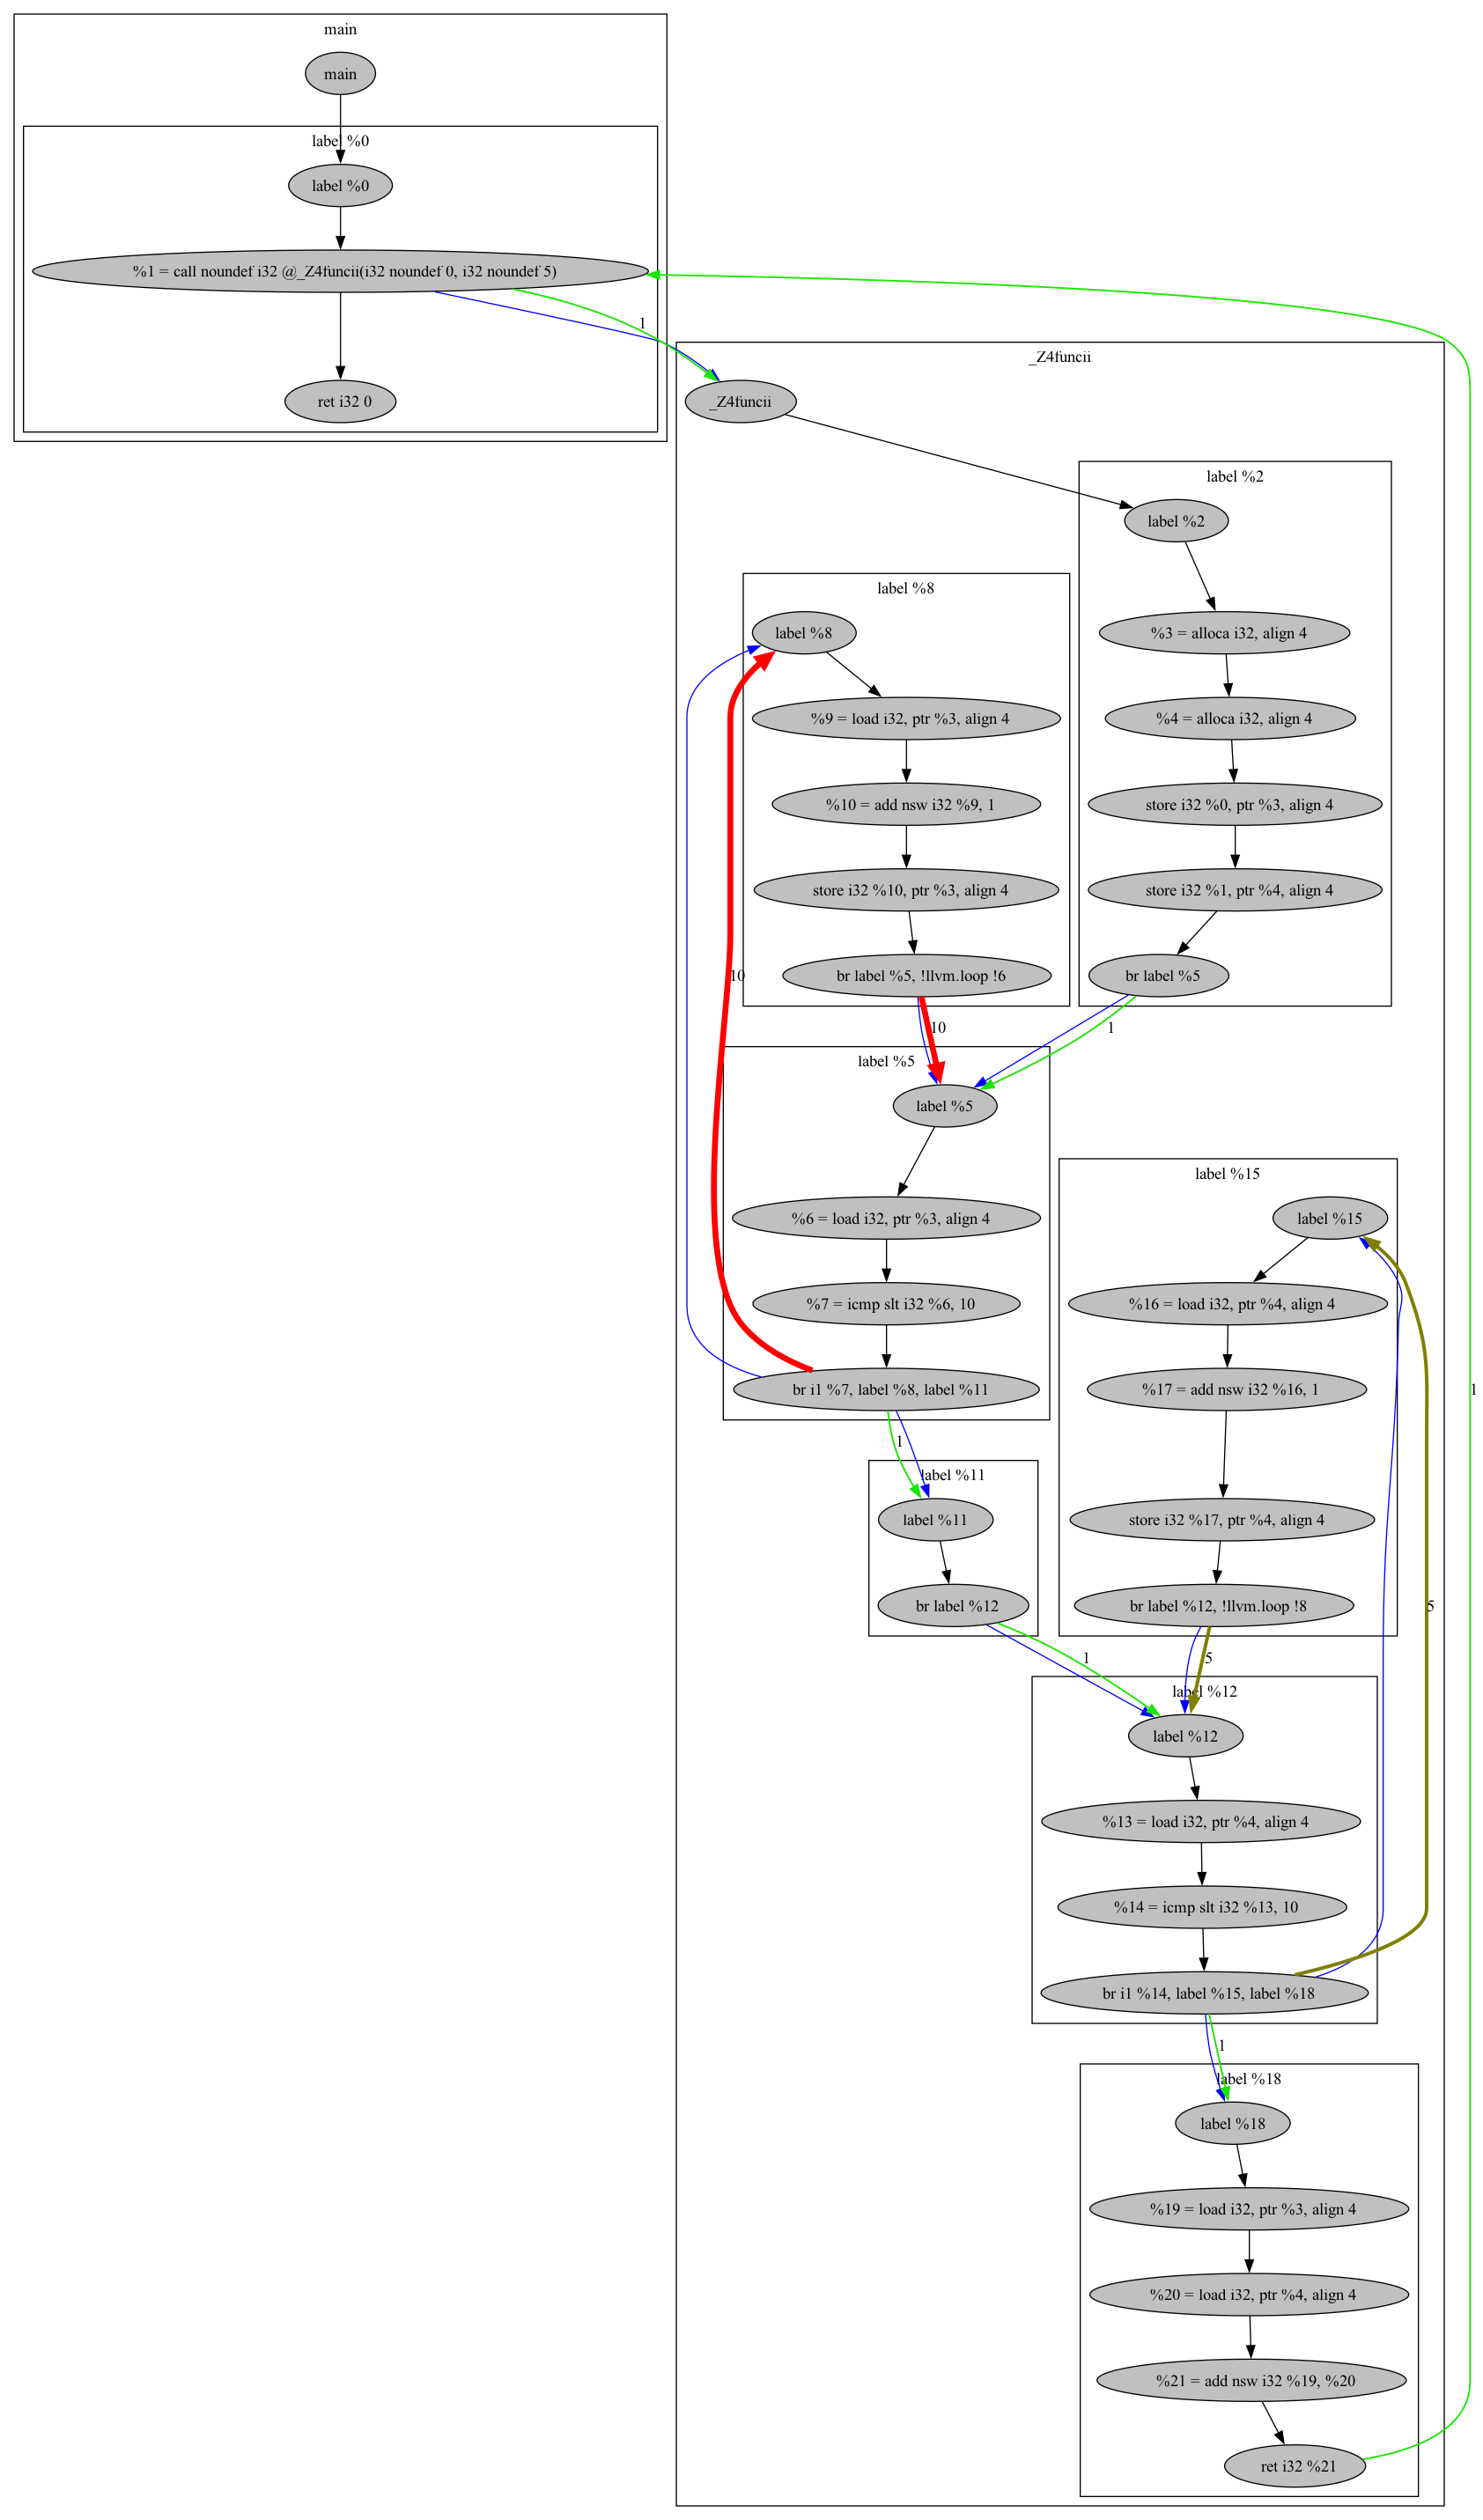 main
main
label %0
label %0
%1 = call noundef i32 @_Z4funcii(i32 noundef 0, i32 noundef 5)
1
ret i32 0
_Z4funcii
_Z4funcii
label %2
label %2
%3 = alloca i32, align 4
%4 = alloca i32, align 4
store i32 %0, ptr %3, align 4
store i32 %1, ptr %4, align 4
br label %5
1
label %8
label %8
%9 = load i32, ptr %3, align 4
%10 = add nsw i32 %9, 1
store i32 %10, ptr %3, align 4
br label %5, !llvm.loop !6
10
10
label %5
label %5
%6 = load i32, ptr %3, align 4
%7 = icmp slt i32 %6, 10
br i1 %7, label %8, label %11
1
label %11
label %11
br label %12
1
label %15
label %15
%16 = load i32, ptr %4, align 4
%17 = add nsw i32 %16, 1
store i32 %17, ptr %4, align 4
br label %12, !llvm.loop !8
5
5
1
label %12
label %12
%13 = load i32, ptr %4, align 4
%14 = icmp slt i32 %13, 10
br i1 %14, label %15, label %18
1
label %18
label %18
%19 = load i32, ptr %3, align 4
%20 = load i32, ptr %4, align 4
%21 = add nsw i32 %19, %20
ret i32 %21